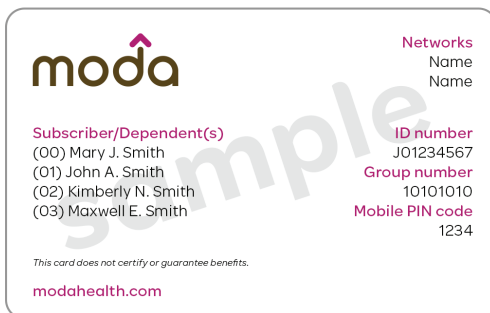 moda
Networks
Name
Name
Subscriber/Dependent(s)
(00) Mary J. Smith
(01) John A. Smith
(02) Kimberly N. Smith
(03) Maxwell E. Smith
ID number
J01234567
Group number
10101010
Mobile PIN code
1234
sample
This card does not certify or guarantee benefits.
modahealth.com